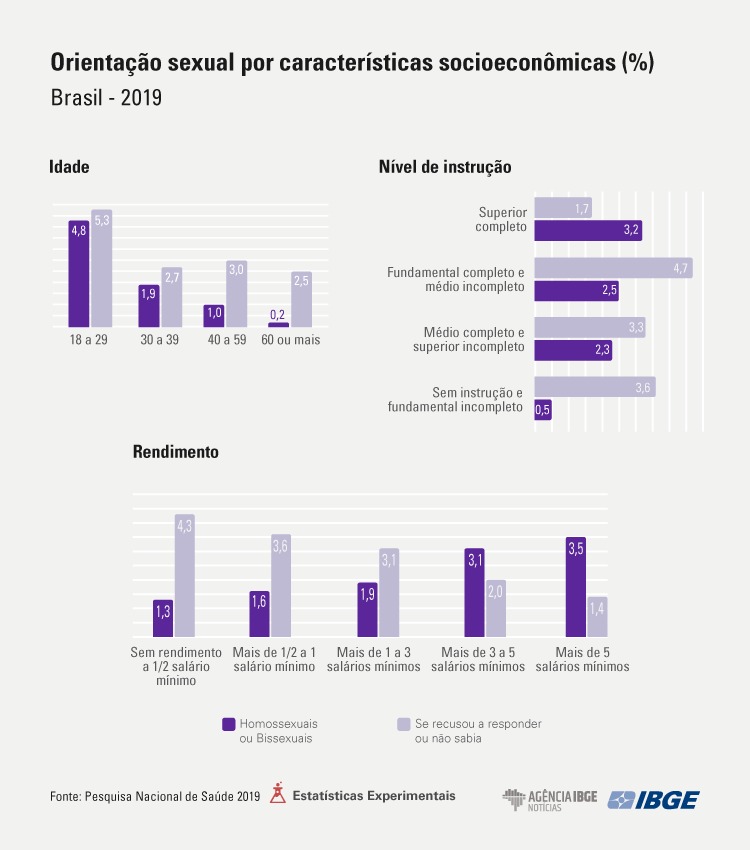 Orientação sexual por características socioeconômicas (%)
Brasil - 2019
Idade
4,8
5,3
1,9
2,7
1,0
3,0
0,2
2,5
18 a 29
30 a 39
40 a 59
60 ou mais
Nível de instrução
Superior
completo
1,7
3,2
Fundamental completo e
médio incompleto
4,7
2,5
Médio completo e
superior incompleto
3,3
2,3
Sem instrução e
fundamental incompleto
3,6
0,5
Rendimento
1,3
4,3
1,6
3,6
1,9
3,1
3,1
2,0
3,5
1,4
Sem rendimento
a 1/2 salário
mínimo
Mais de 1/2 a 1
salário mínimo
Mais de 1 a 3
salários mínimos
Mais de 3 a 5
salários mínimos
Mais de 5
salários mínimos
Homossexuais
ou Bissexuais
Se recusou a responder
ou não sabia
Fonte: Pesquisa Nacional de Saúde 2019
Estatísticas Experimentais
AGÊNCIA IBGE
NOTÍCIAS
IBGE